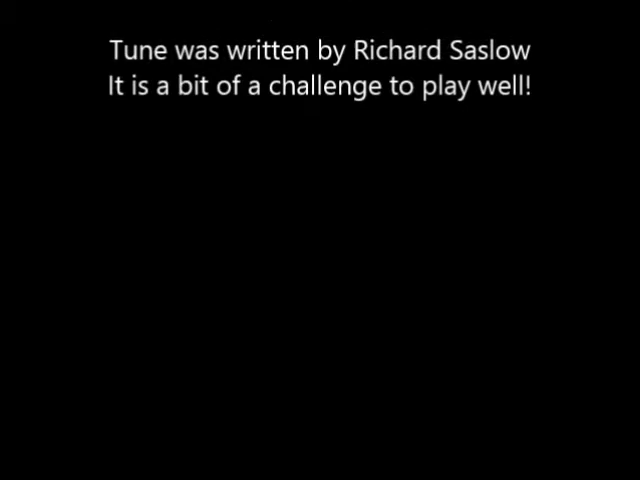 Tune was written by Richard Saslow
It is a bit of a challenge to play well!